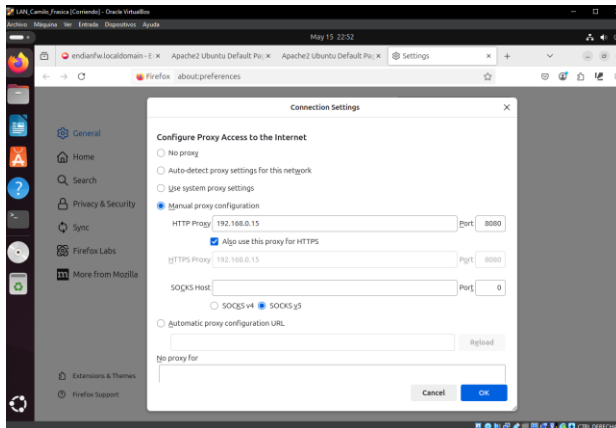 LAN_Camilo_Frasica [Corriendo] - Oracle VirtualBox
Archivo Máquina Ver Entrada Dispositivos Ayuda
May 15 22:52
endianfw.localdomain - E
Apache2 Ubuntu Default Pa
Apache2 Ubuntu Default Pa
Settings
Firefox about:preferences
Connection Settings
General
Home
Search
Privacy & Security
Sync
Firefox Labs
More from Mozilla
Extensions & Themes
Firefox Support
Configure Proxy Access to the Internet
No proxy
Auto-detect proxy settings for this network
Use system proxy settings
Manual proxy configuration
HTTP Proxy 192.168.0.15 Port 8080
Also use this proxy for HTTPS
HTTPS Proxy 192.168.0.15 Port 8080
SOCKS Host Port 0
SOCKS v4 SOCKS v5
Automatic proxy configuration URL
Reload
No proxy for
Cancel OK
CTRL DERECHO